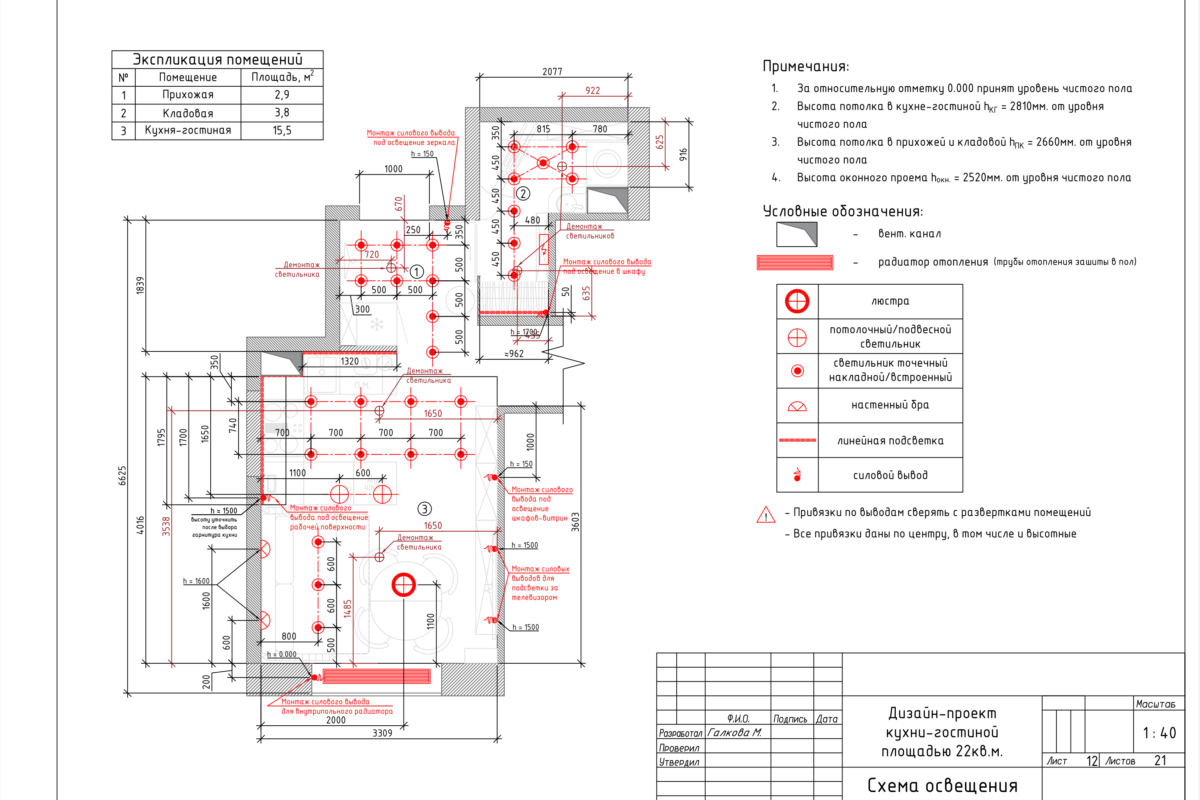 Экспликация помещений
№ Помещение Площадь, м2
1 Прихожая 2,9
2 Кладовая 3,8
3 Кухня-гостиная 15,5
Примечания:
1. За относительную отметку 0.000 принят уровень чистого пола
2. Высота потолка в кухне-гостиной hКГ = 2810мм. от уровня
чистого пола
3. Высота потолка в прихожей и кладовой hПК = 2660мм. от уровня
чистого пола
4. Высота оконного проема hокн. = 2520мм. от уровня чистого пола
Условные обозначения:
– вент. канал
– радиатор отопления (трубы отопления зашиты в пол)
люстра
потолочный/подвесной
светильник
светильник точечный
накладной/встроенный
настенный бра
линейная подсветка
силовой вывод
– Привязки по выводам сверять с развертками помещений
– Все привязки даны по центру, в том числе и высотные
2077
922
815
780
350
450
450
450
450
450
625
916
2
480
Демонтаж
светильников
Монтаж силового вывода
под освещение зеркала
h = 150
1000
670
250
350
720
Демонтаж
светильника
1
500
500
500
500
300
Монтаж силового вывода
под освещение в шкафу
50
635
h = 1700
435
≈962
1839
350
1320
Демонтаж
светильника
П.М.
1650
700
700
700
700
740
1650
1700
1795
3538
4016
6625
1100
600
1000
h = 150
Монтаж силового
вывода под
освещение
шкафов-витрин
h = 1500
высоту уточнить
после выбора
гарнитура кухни
Монтаж силового
вывода под освещение
рабочей поверхности
3
1650
Демонтаж
светильника
h = 1500
Монтаж силовых
выводов для
подсветки за
телевизором
h = 1500
3603
h = 1600
1600
600
600
600
500
1485
1100
800
h = 0.000
200
Монтаж силового вывода
для внутрипольного радиатора
2000
3309
Ф.И.О. Подпись Дата
Разработал Галкова М.
Проверил
Утвердил
Дизайн-проект
кухни-гостиной
площадью 22кв.м.
Схема освещения
Масштаб
1 : 40
Лист 12 Листов 21